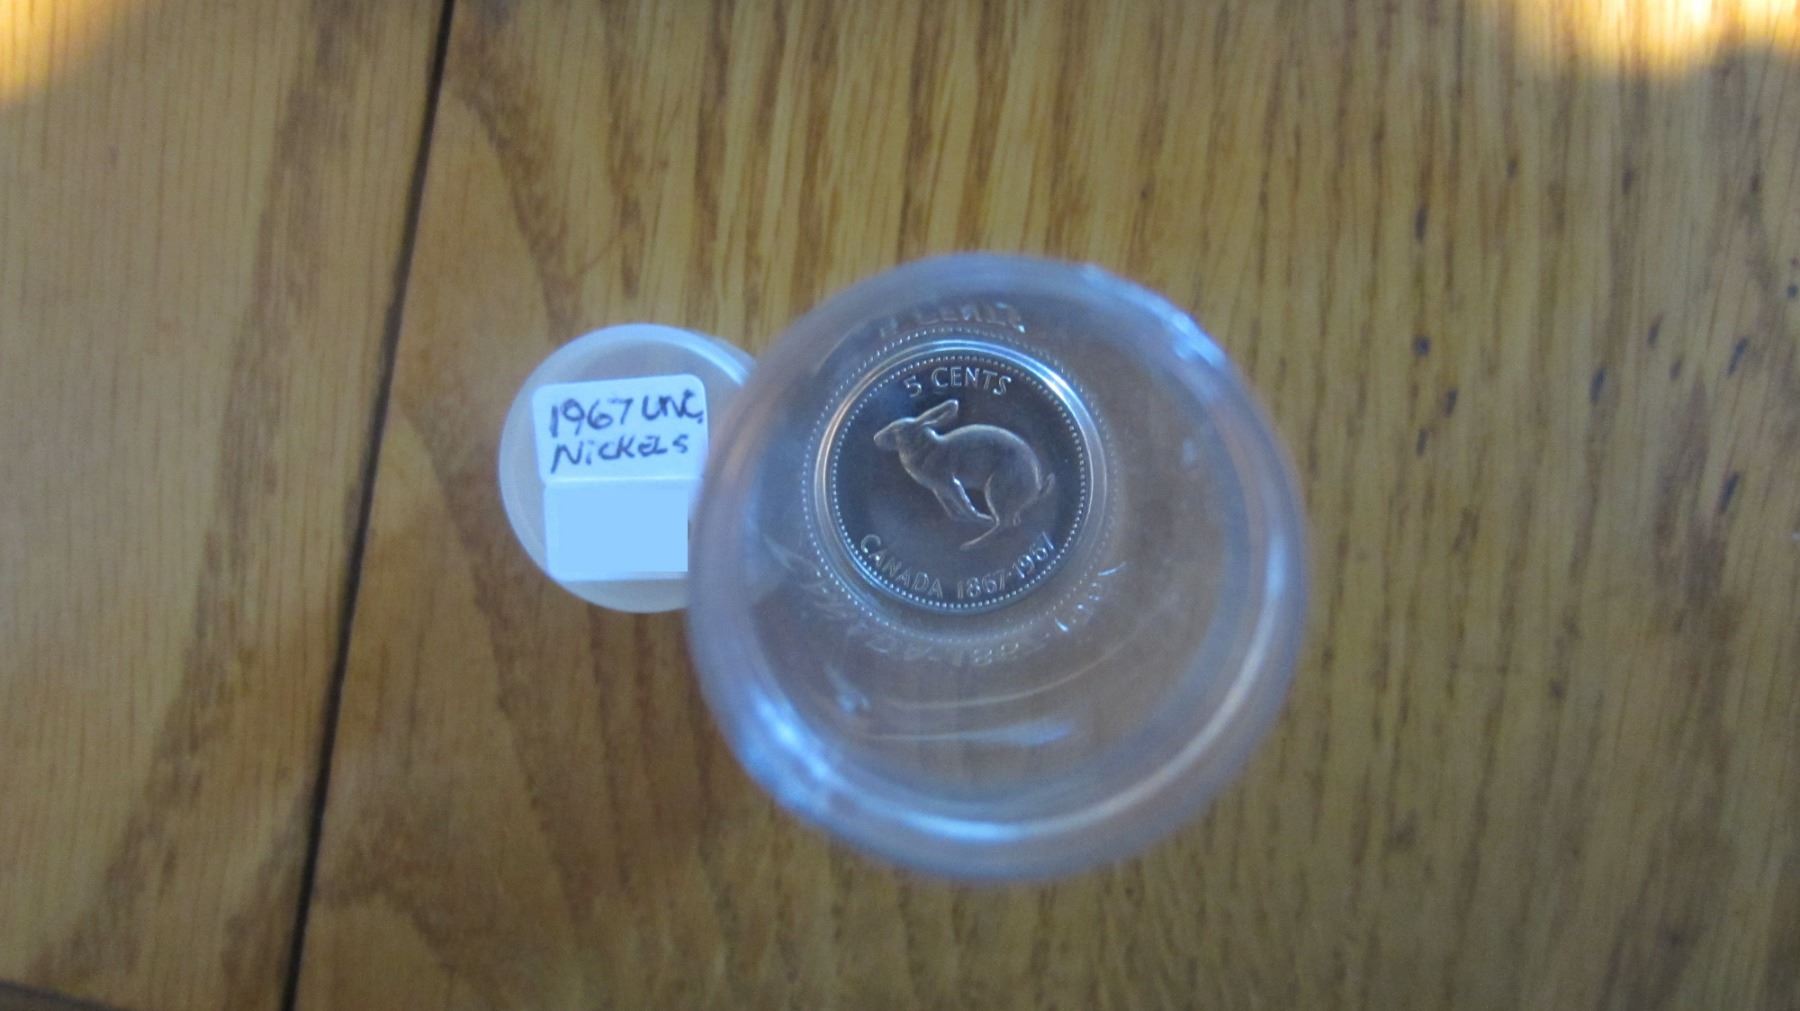 1967 UNC.
NICKELS
5 CENTS
CANADA 1867-1967